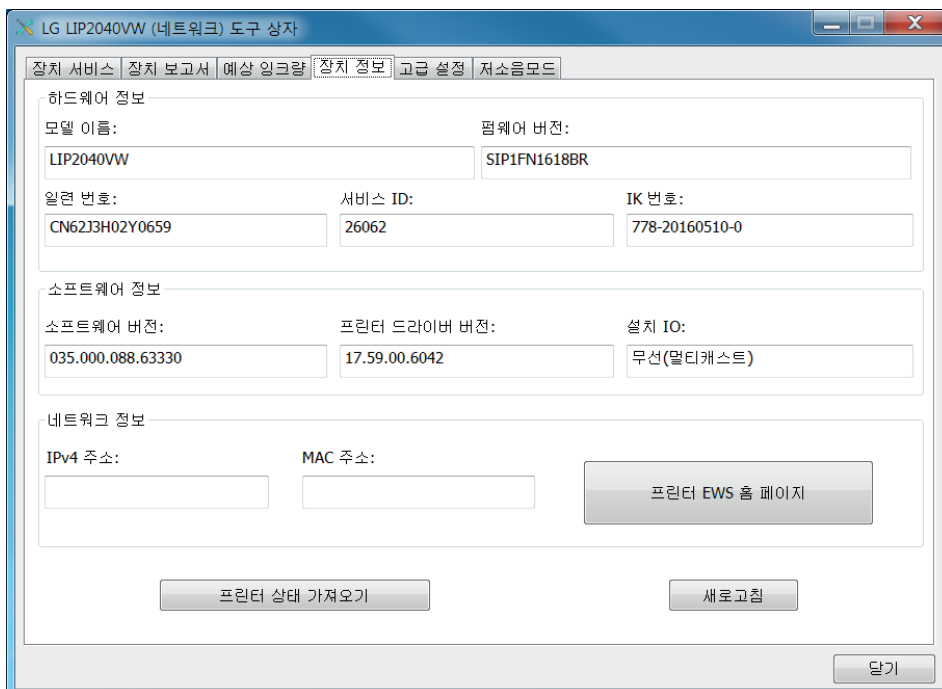 LG LIP2040VW (네트워크) 도구 상자
장치 서비스 장치 보고서 예상 잉크량 장치 정보 고급 설정 저소음모드
하드웨어 정보
모델 이름: 펌웨어 버전:
LIP2040VW SIP1FN1618BR
일련 번호: 서비스 ID: IK 번호:
CN62J3H02Y0659 26062 778-20160510-0
소프트웨어 정보
소프트웨어 버전: 프린터 드라이버 버전: 설치 IO:
035.000.088.63330 17.59.00.6042 무선(멀티캐스트)
네트워크 정보
IPv4 주소: MAC 주소:
프린터 EWS 홈 페이지
프린터 상태 가져오기 새로고침
닫기